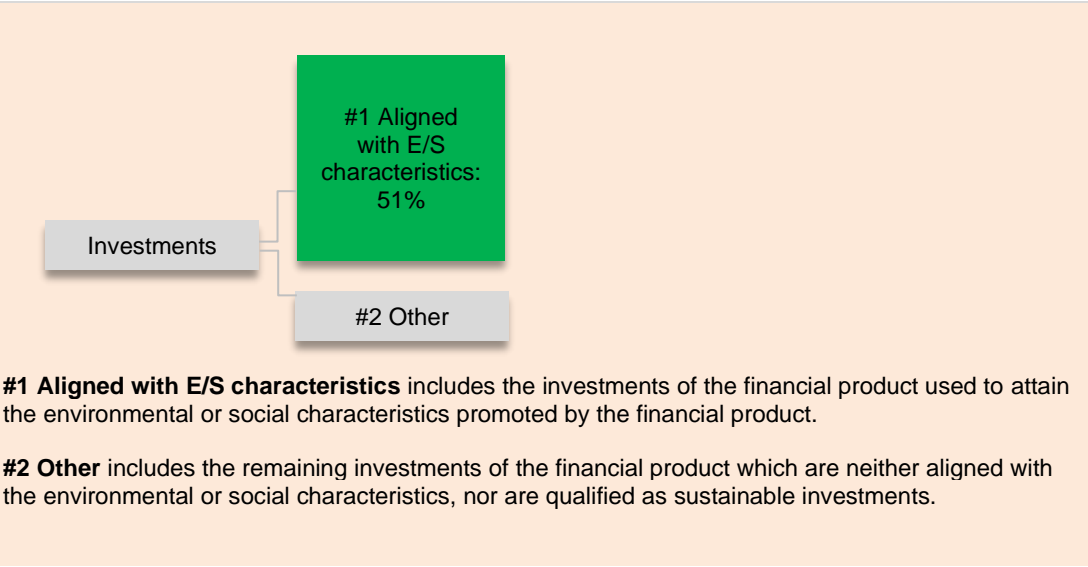 #1 Aligned
with E/S
characteristics:
51%
Investments
#2 Other
#1 Aligned with E/S characteristics includes the investments of the financial product used to attain
the environmental or social characteristics promoted by the financial product.
#2 Other includes the remaining investments of the financial product which are neither aligned with
the environmental or social characteristics, nor are qualified as sustainable investments.